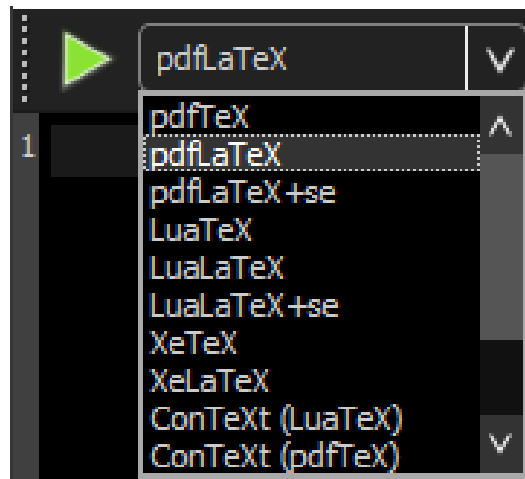 pdfLaTeX
pdfTeX
1
pdfLaTeX
pdfLaTeX+se
LuaTeX
LuaLaTeX
LuaLaTeX+se
XeTeX
XeLaTeX
ConTeXt (LuaTeX)
ConTeXt (pdfTeX)